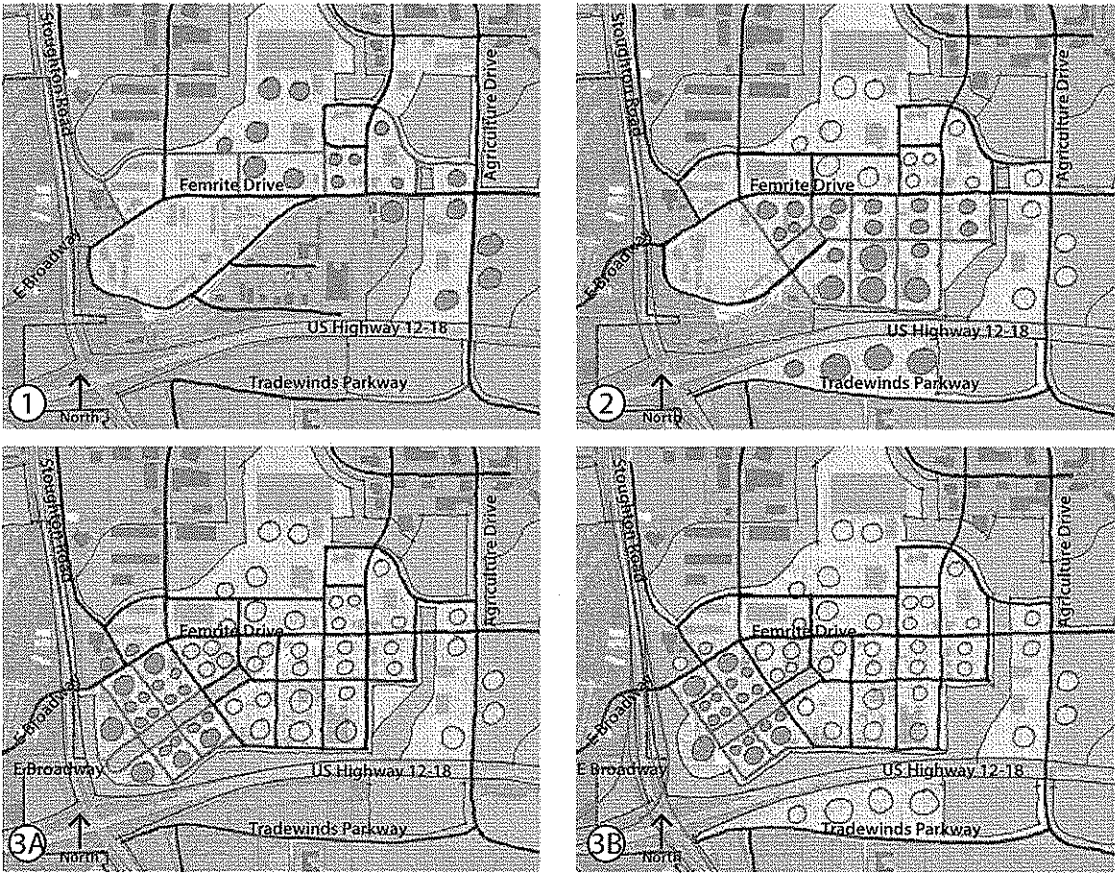 Stoughton Road
Agriculture Drive
Femrite Drive
E Broadway
US Highway 12-18
Tradewinds Parkway
North
1
Stoughton Road
Agriculture Drive
Femrite Drive
E Broadway
US Highway 12-18
Tradewinds Parkway
North
2
Stoughton Road
Agriculture Drive
Femrite Drive
E Broadway
E Broadway
US Highway 12-18
Tradewinds Parkway
North
3A
Stoughton Road
Agriculture Drive
Femrite Drive
E Broadway
E Broadway
US Highway 12-18
Tradewinds Parkway
North
3B